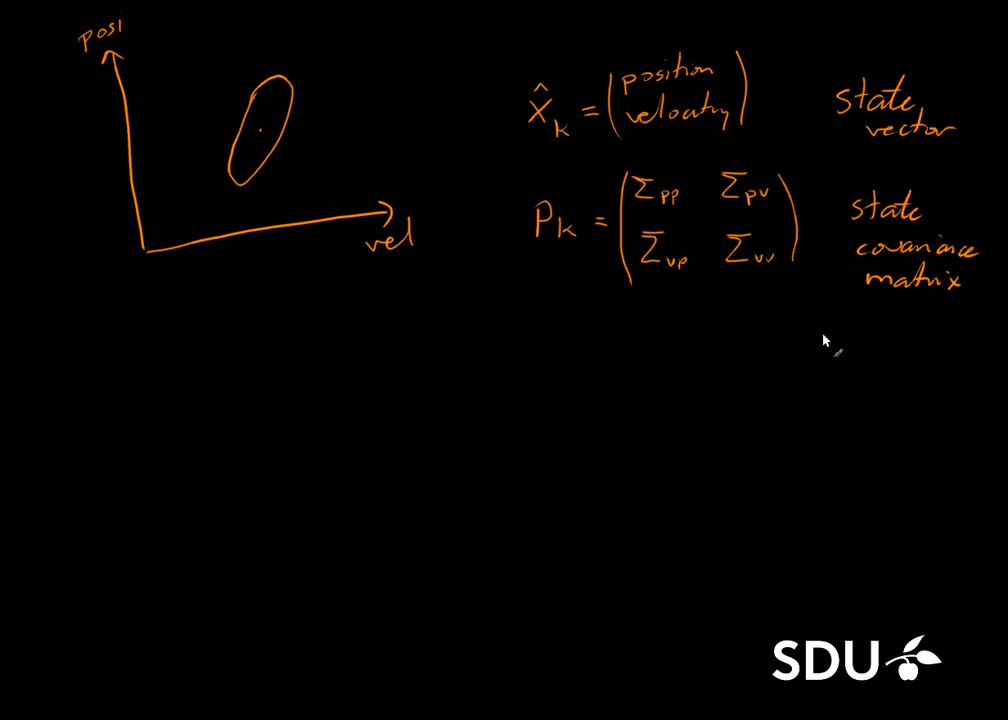 posi
vel
X̂ₖ = (position
velocity)
state
vector
Pₖ = (Σpp Σpv
Σvp Σvv)
state
covariance
matrix
SDU